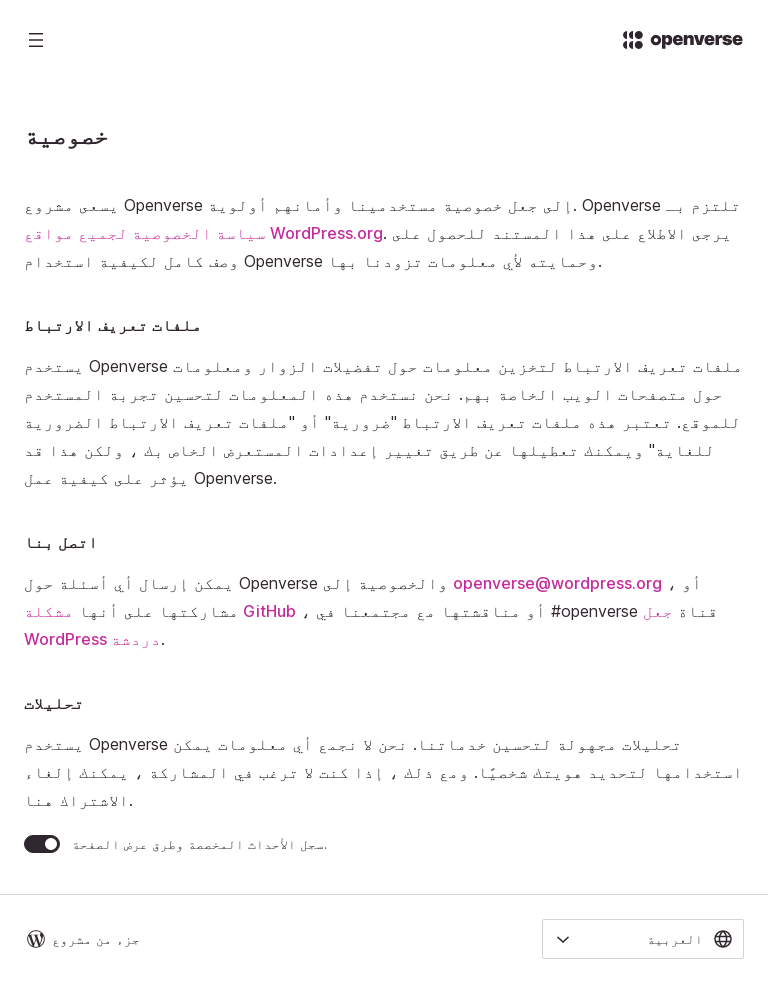 openverse
خصوصية
يسعى مشروع Openverse إلى جعل خصوصية مستخدمينا وأمانهم أولوية. Openverse تلتزم بـ
سياسة الخصوصية لجميع مواقع WordPress.org. يرجى الاطلاع على هذا المستند للحصول على
وصف كامل لكيفية استخدام Openverse وحمايته لأي معلومات تزودنا بها.
ملفات تعريف الارتباط
يستخدم Openverse ملفات تعريف الارتباط لتخزين معلومات حول تفضيلات الزوار ومعلومات
حول متصفحات الويب الخاصة بهم. نحن نستخدم هذه المعلومات لتحسين تجربة المستخدم
للموقع. تعتبر هذه ملفات تعريف الارتباط "ضرورية" أو "ملفات تعريف الارتباط الضرورية
للغاية" ويمكنك تعطيلها عن طريق تغيير إعدادات المستعرض الخاص بك ، ولكن هذا قد
يؤثر على كيفية عمل Openverse.
اتصل بنا
يمكن إرسال أي أسئلة حول Openverse والخصوصية إلى openverse@wordpress.org ، أو
مشاركتها على أنها مشكلة GitHub ، أو مناقشتها مع مجتمعنا في #openverse قناة جعل
WordPress دردشة.
تحليلات
يستخدم Openverse تحليلات مجهولة لتحسين خدماتنا. نحن لا نجمع أي معلومات يمكن
استخدامها لتحديد هويتك شخصيًا. ومع ذلك ، إذا كنت لا ترغب في المشاركة ، يمكنك إلغاء
الاشتراك هنا.
سجل الأحداث المخصصة وطرق عرض الصفحة.
جزء من مشروع
العربية